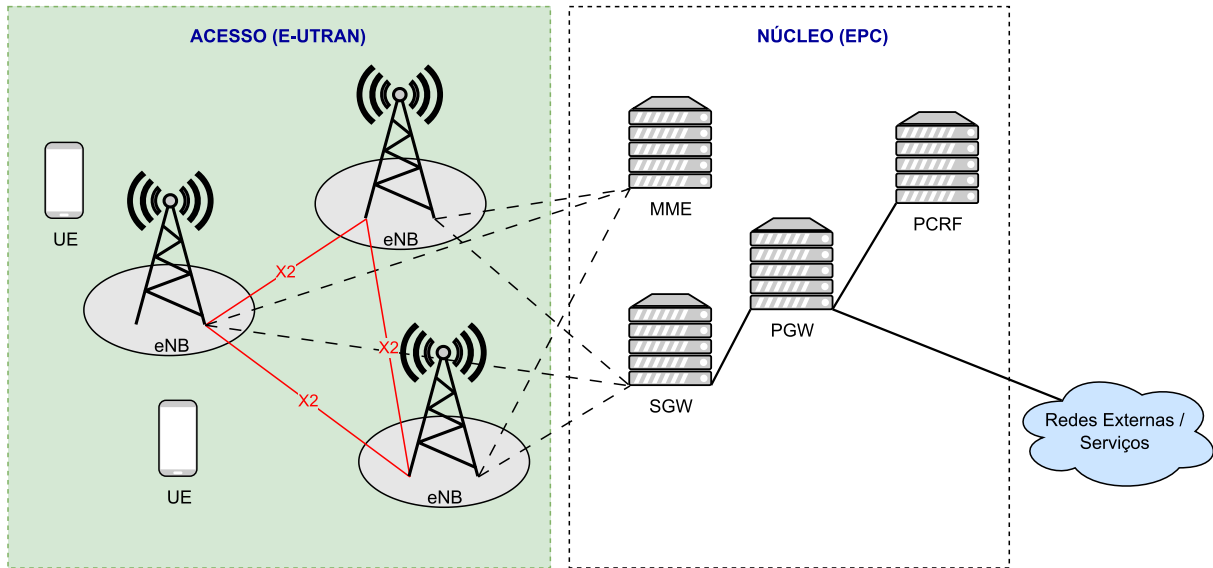 ACESSO (E-UTRAN)
NÚCLEO (EPC)
UE
eNB
MME
PCRF
X2
PGW
eNB
X2
X2
SGW
Redes Externas /
Serviços
UE
eNB